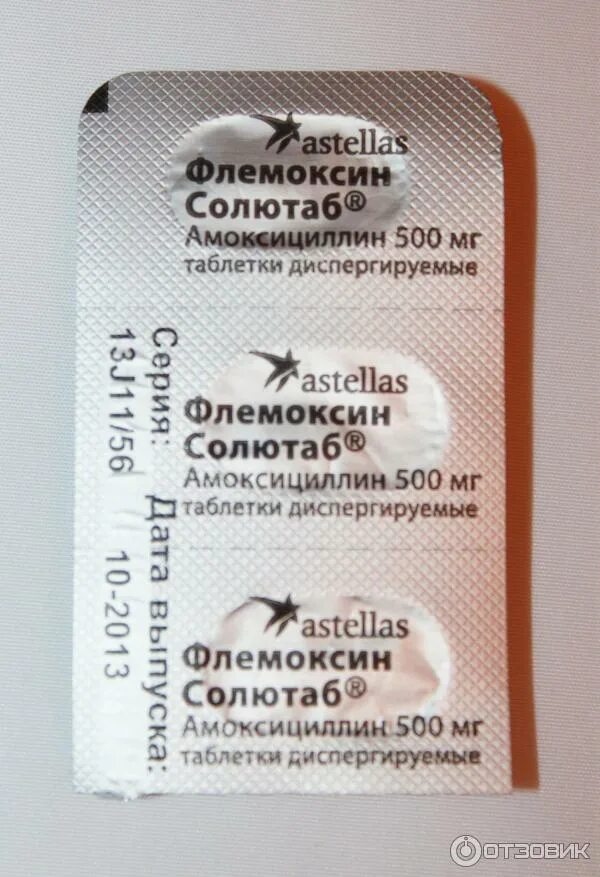 astellas
Флемоксин
Солютаб®
Амоксициллин 500 мг
таблетки диспергируемые
astellas
Флемоксин
Солютаб®
Амоксициллин 500 мг
таблетки диспергируемые
astellas
Флемоксин
Солютаб®
Амоксициллин 500 мг
таблетки диспергируемые
Серия: Дата выпуска:
13J11/56 10-2013
ОТЗОВИК